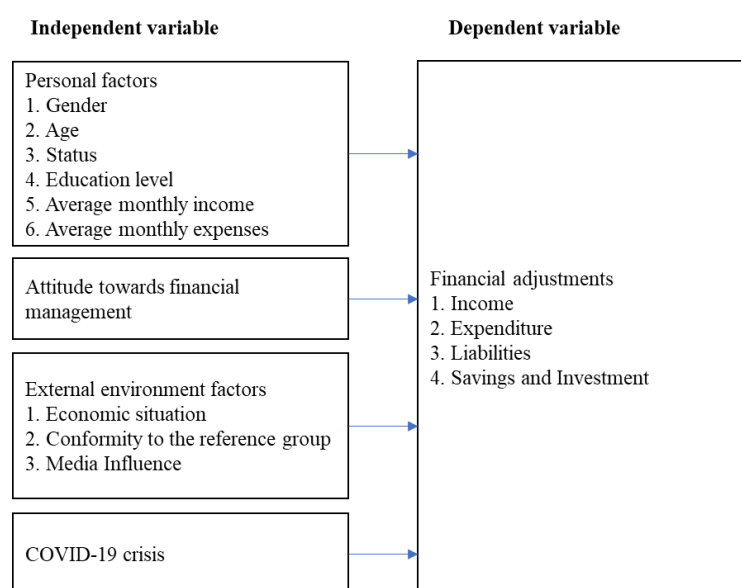 Independent variable
Dependent variable
Personal factors
1. Gender
2. Age
3. Status
4. Education level
5. Average monthly income
6. Average monthly expenses
Attitude towards financial
management
External environment factors
1. Economic situation
2. Conformity to the reference group
3. Media Influence
COVID-19 crisis
Financial adjustments
1. Income
2. Expenditure
3. Liabilities
4. Savings and Investment